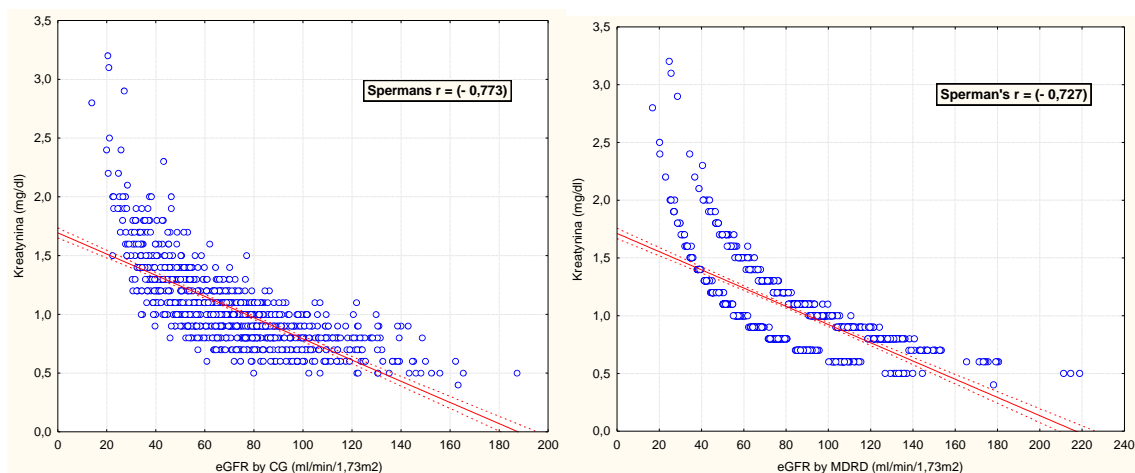 3,5
3,0
2,5
2,0
1,5
1,0
0,5
0,0
Kreatynina (mg/dl)
Spermans r = (- 0,773)
0 20 40 60 80 100 120 140 160 180 200
eGFR by CG (ml/min/1,73m2)
3,5
3,0
2,5
2,0
1,5
1,0
0,5
0,0
Kreatynina (mg/dl)
Sperman's r = (- 0,727)
0 20 40 60 80 100 120 140 160 180 200 220 240
eGFR by MDRD (ml/min/1,73m2)